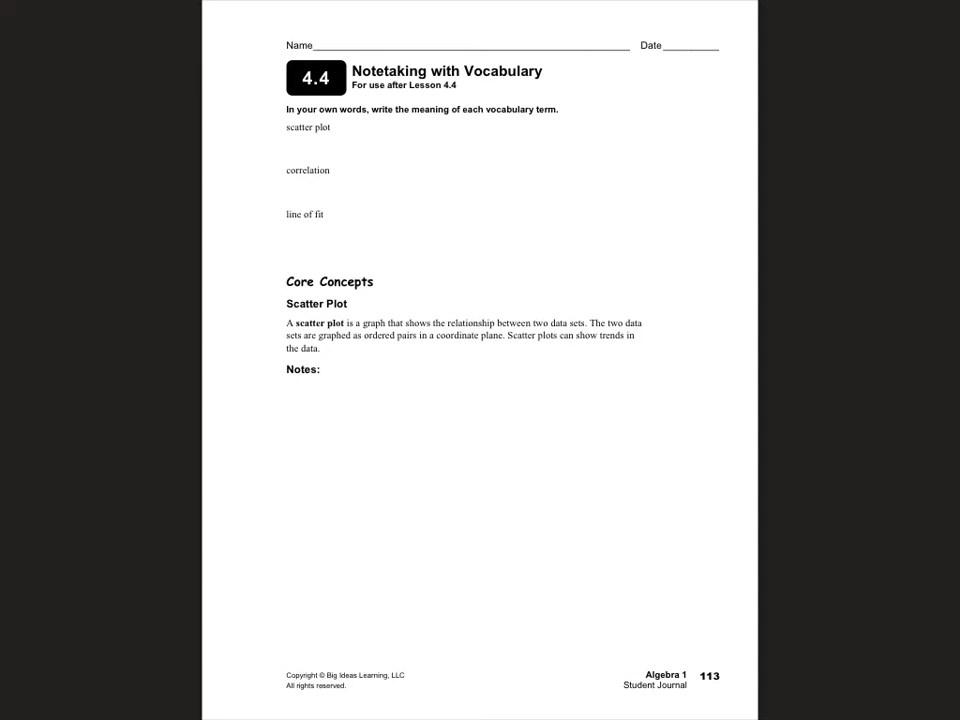 Name____________________________________________________________ Date__________
4.4
Notetaking with Vocabulary
For use after Lesson 4.4
In your own words, write the meaning of each vocabulary term.
scatter plot
correlation
line of fit
Core Concepts
Scatter Plot
A scatter plot is a graph that shows the relationship between two data sets. The two data
sets are graphed as ordered pairs in a coordinate plane. Scatter plots can show trends in
the data.
Notes:
Copyright © Big Ideas Learning, LLC
All rights reserved.
Algebra 1
Student Journal
113